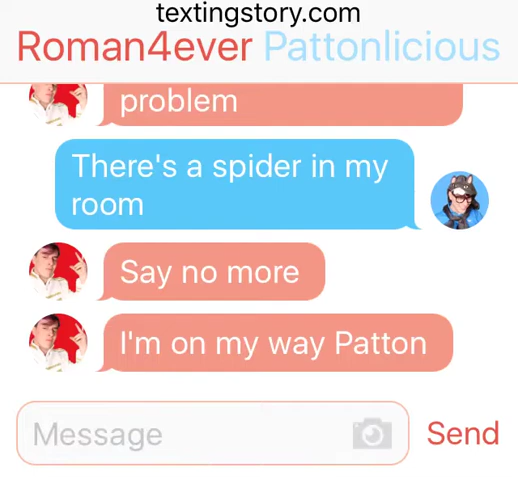 textingstory.com
Roman4ever Pattonlicious
problem
There's a spider in my
room
Say no more
I'm on my way Patton
Message
Send